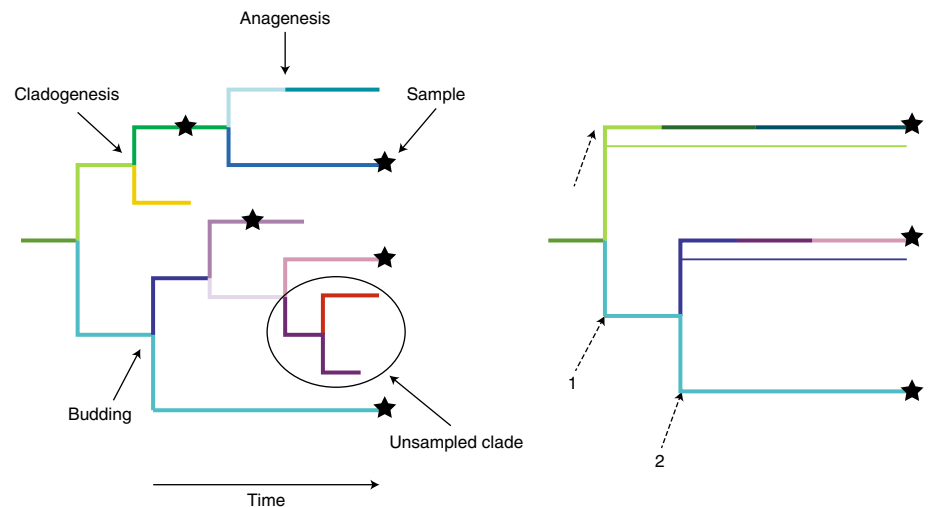 Anagenesis
Cladogenesis
Sample
Budding
Unsampled clade
Time
1
2